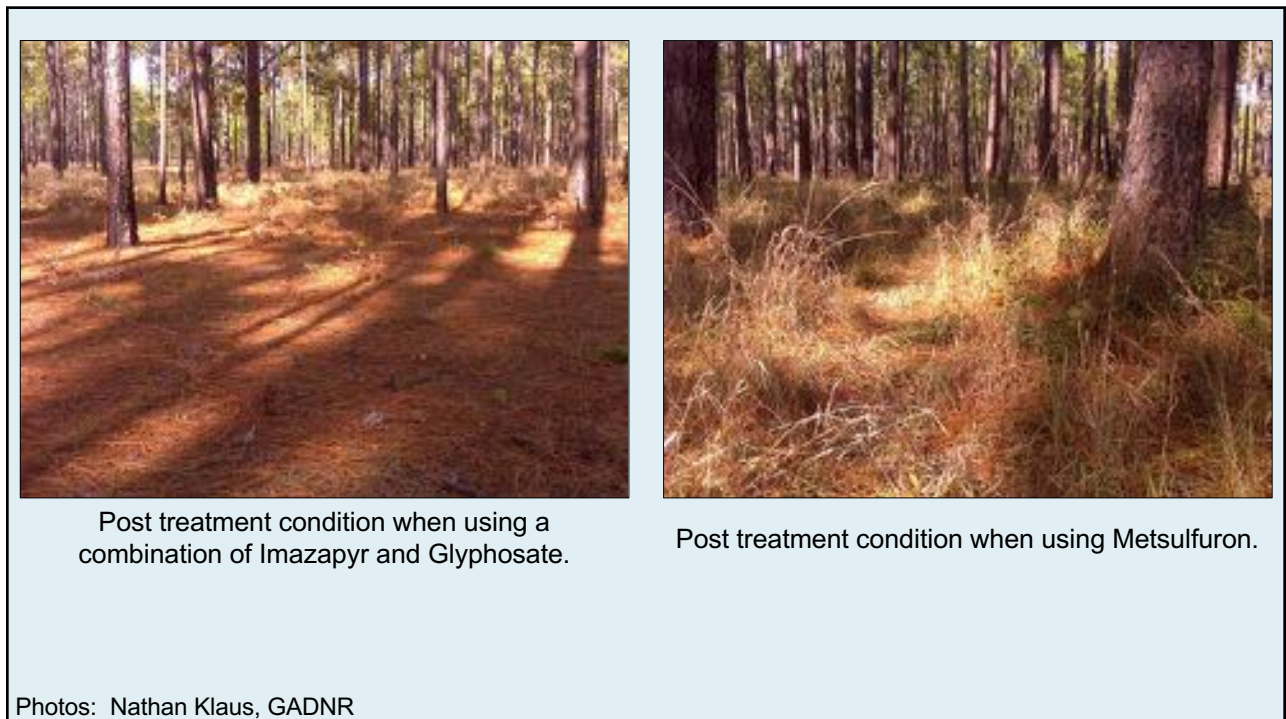 Post treatment condition when using a
combination of Imazapyr and Glyphosate.
Post treatment condition when using Metsulfuron.
Photos: Nathan Klaus, GADNR